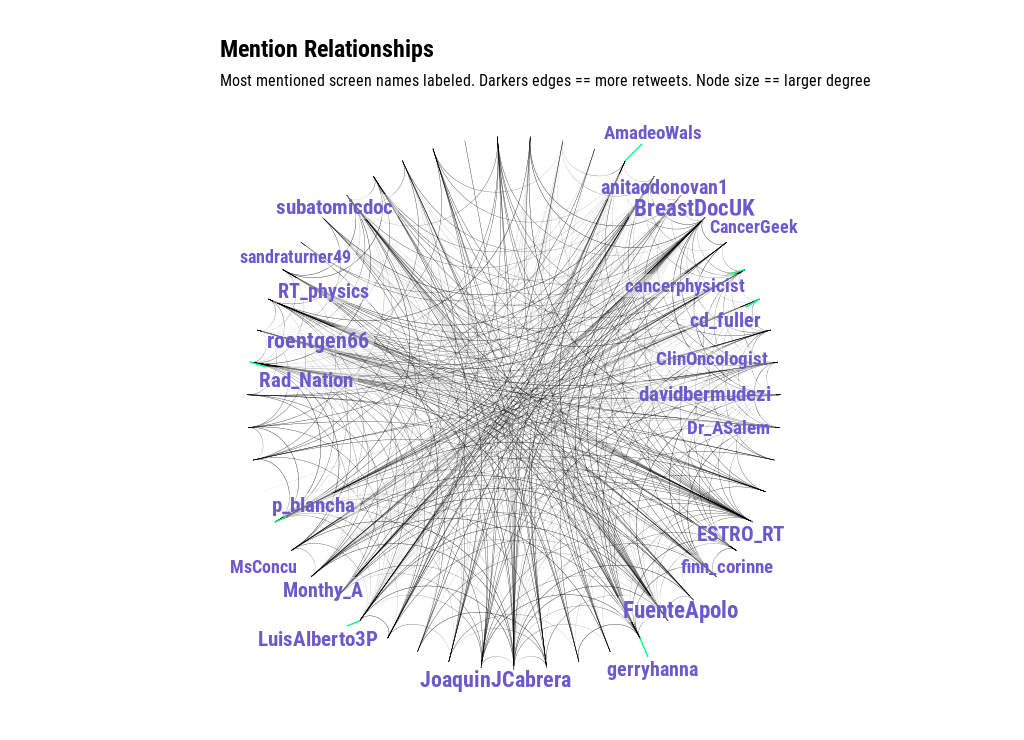 Mention Relationships
Most mentioned screen names labeled. Darkers edges == more retweets. Node size == larger degree
AmadeoWals
anitaodonovan1
subatomicdoc
BreastDocUK
CancerGeek
sandraturner49
cancerphysicist
RT_physics
cd_fuller
roentgen66
ClinOncologist
Rad_Nation
davidbermudezi
Dr_ASalem
p_blancha
ESTRO_RT
MsConcu
finn_corinne
Monthy_A
FuenteApolo
LuisAlberto3P
gerryhanna
JoaquinJCabrera